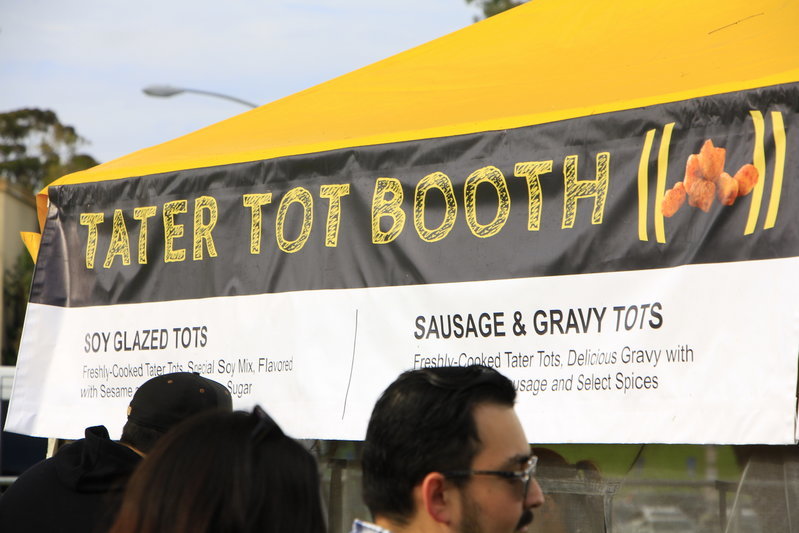 TATER TOT BOOTH
SOY GLAZED TOTS
Freshly-Cooked Tater Tots, Special Soy Mix, Flavored
with Sesame Sugar
SAUSAGE & GRAVY TOTS
Freshly-Cooked Tater Tots, Delicious Gravy with
and Select Spices